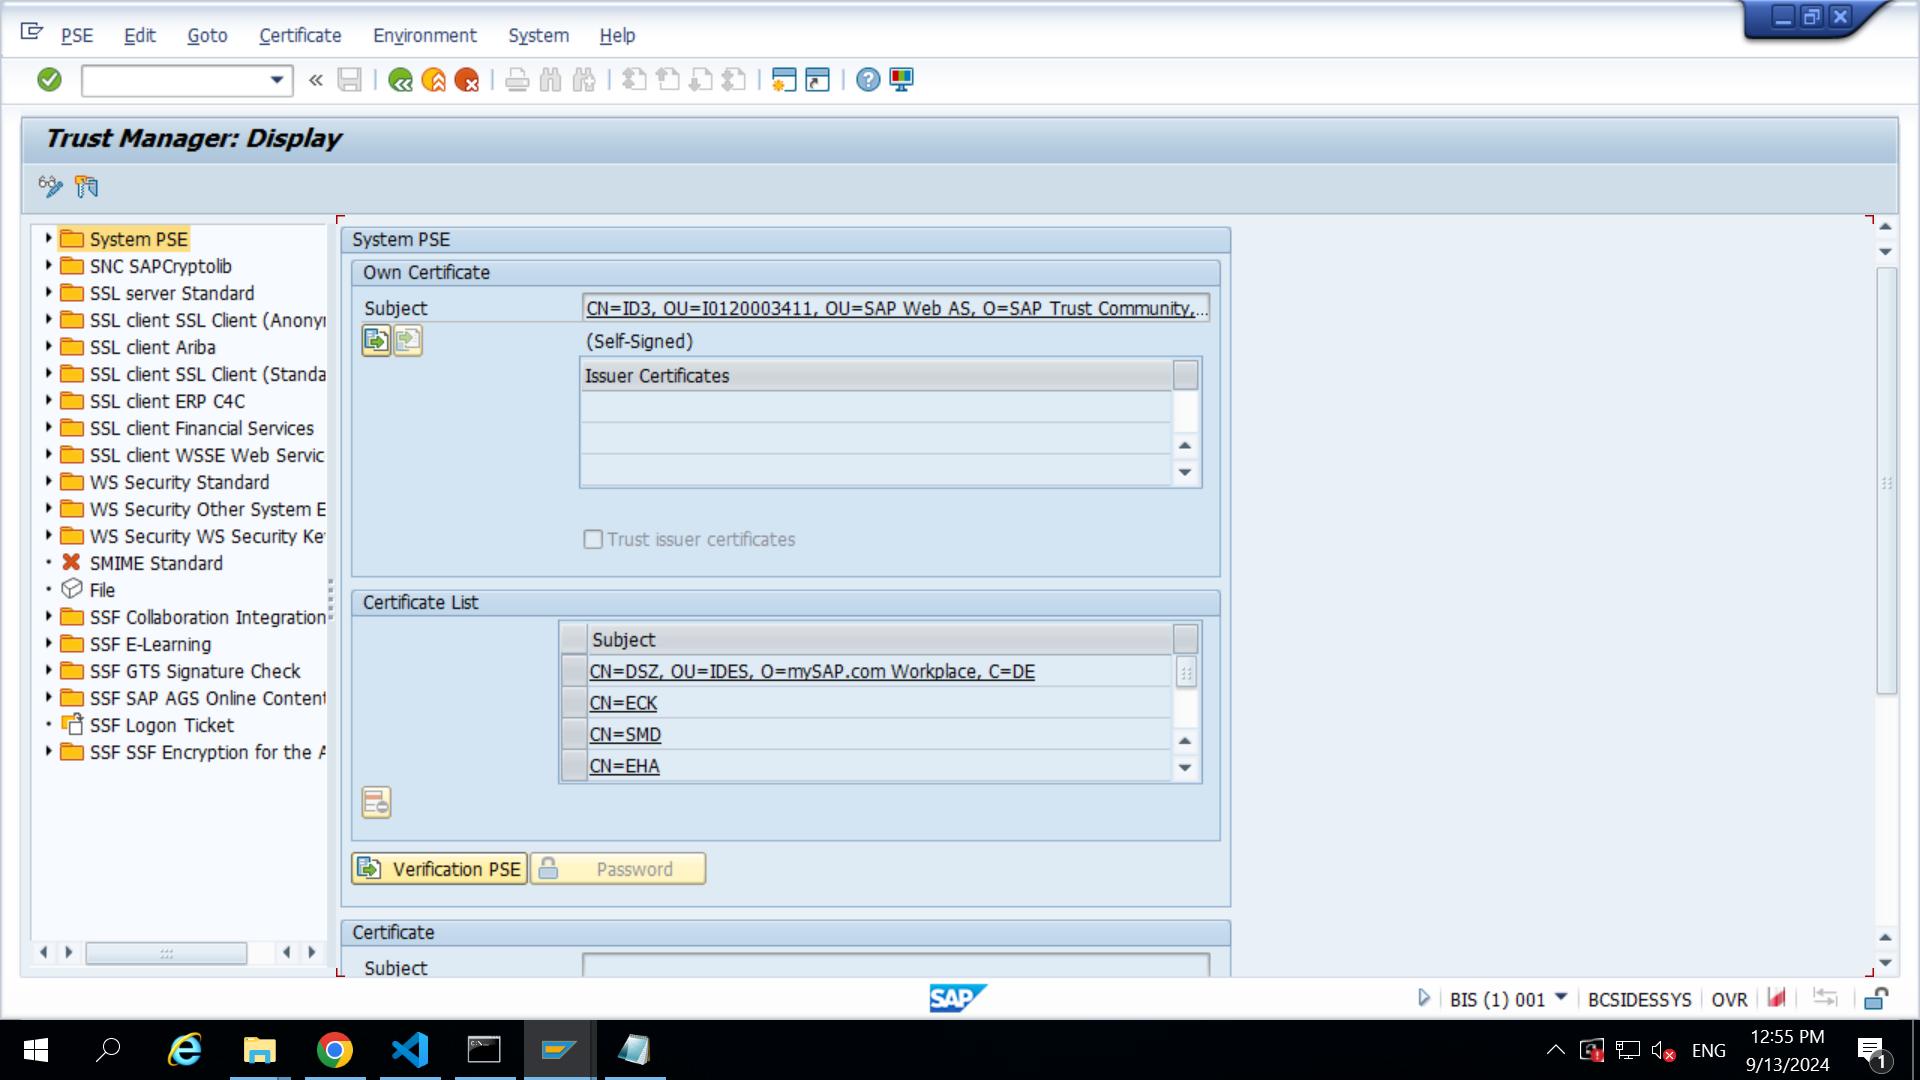 PSE Edit Goto Certificate Environment System Help
Trust Manager: Display
System PSE
SNC SAPCryptolib
SSL server Standard
SSL client SSL Client (Anonyr
SSL client Ariba
SSL client SSL Client (Standa
SSL client ERP C4C
SSL client Financial Services
SSL client WSSE Web Servic
WS Security Standard
WS Security Other System E
WS Security WS Security Ke
SMIME Standard
File
SSF Collaboration Integration
SSF E-Learning
SSF GTS Signature Check
SSF SAP AGS Online Content
SSF Logon Ticket
SSF SSF Encryption for the A
System PSE
Own Certificate
Subject CN=ID3, OU=I0120003411, OU=SAP Web AS, O=SAP Trust Community,...
(Self-Signed)
Issuer Certificates
Trust issuer certificates
Certificate List
Subject
CN=DSZ, OU=IDES, O=mySAP.com Workplace, C=DE
CN=ECK
CN=SMD
CN=EHA
Verification PSE Password
Certificate
Subject
SAP
BIS (1) 001 BCSIDESSYS OVR
ENG
12:55 PM
9/13/2024
1